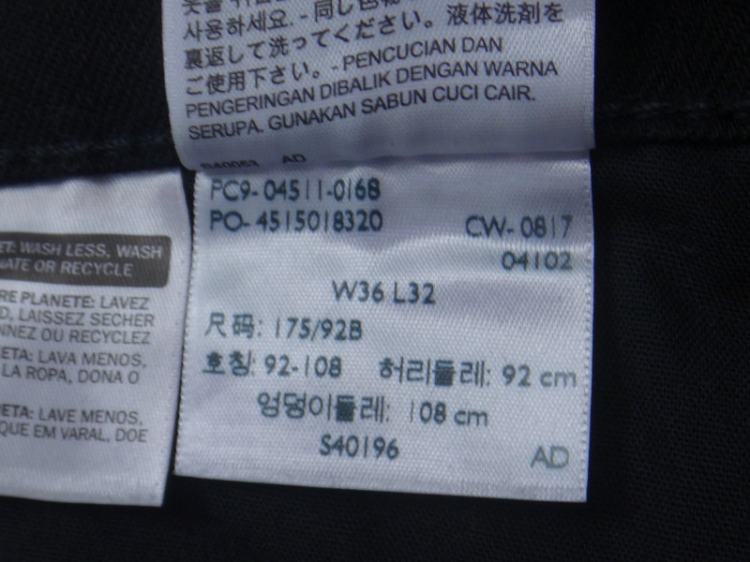 사용하세요. - 同じ色
裏返して洗ってください。液体洗剤を
ご使用下さい。- PENCUCIAN DAN
PENGERINGAN DIBALIK DENGAN WARNA
SERUPA. GUNAKAN SABUN CUCI CAIR.
AD
PC9- 04511-0168
PO- 4515018320
CW- 0817
04102
W36 L32
尺码: 175/92B
호칭: 92-108 허리둘레: 92 cm
엉덩이둘레: 108 cm
S40196
AD
ET: WASH LESS, WASH
ATE OR RECYCLE
RE PLANETE: LAVEZ
D, LAISSEZ SECHER
NNEZ OU RECYCLEZ
ETA: LAVA MENOS,
LA ROPA, DONA O
ETA: LAVE MENOS,
QUE EM VARAL, DOE